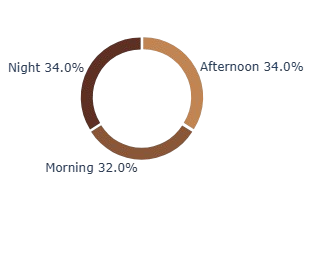 Night 34.0%
Afternoon 34.0%
Morning 32.0%